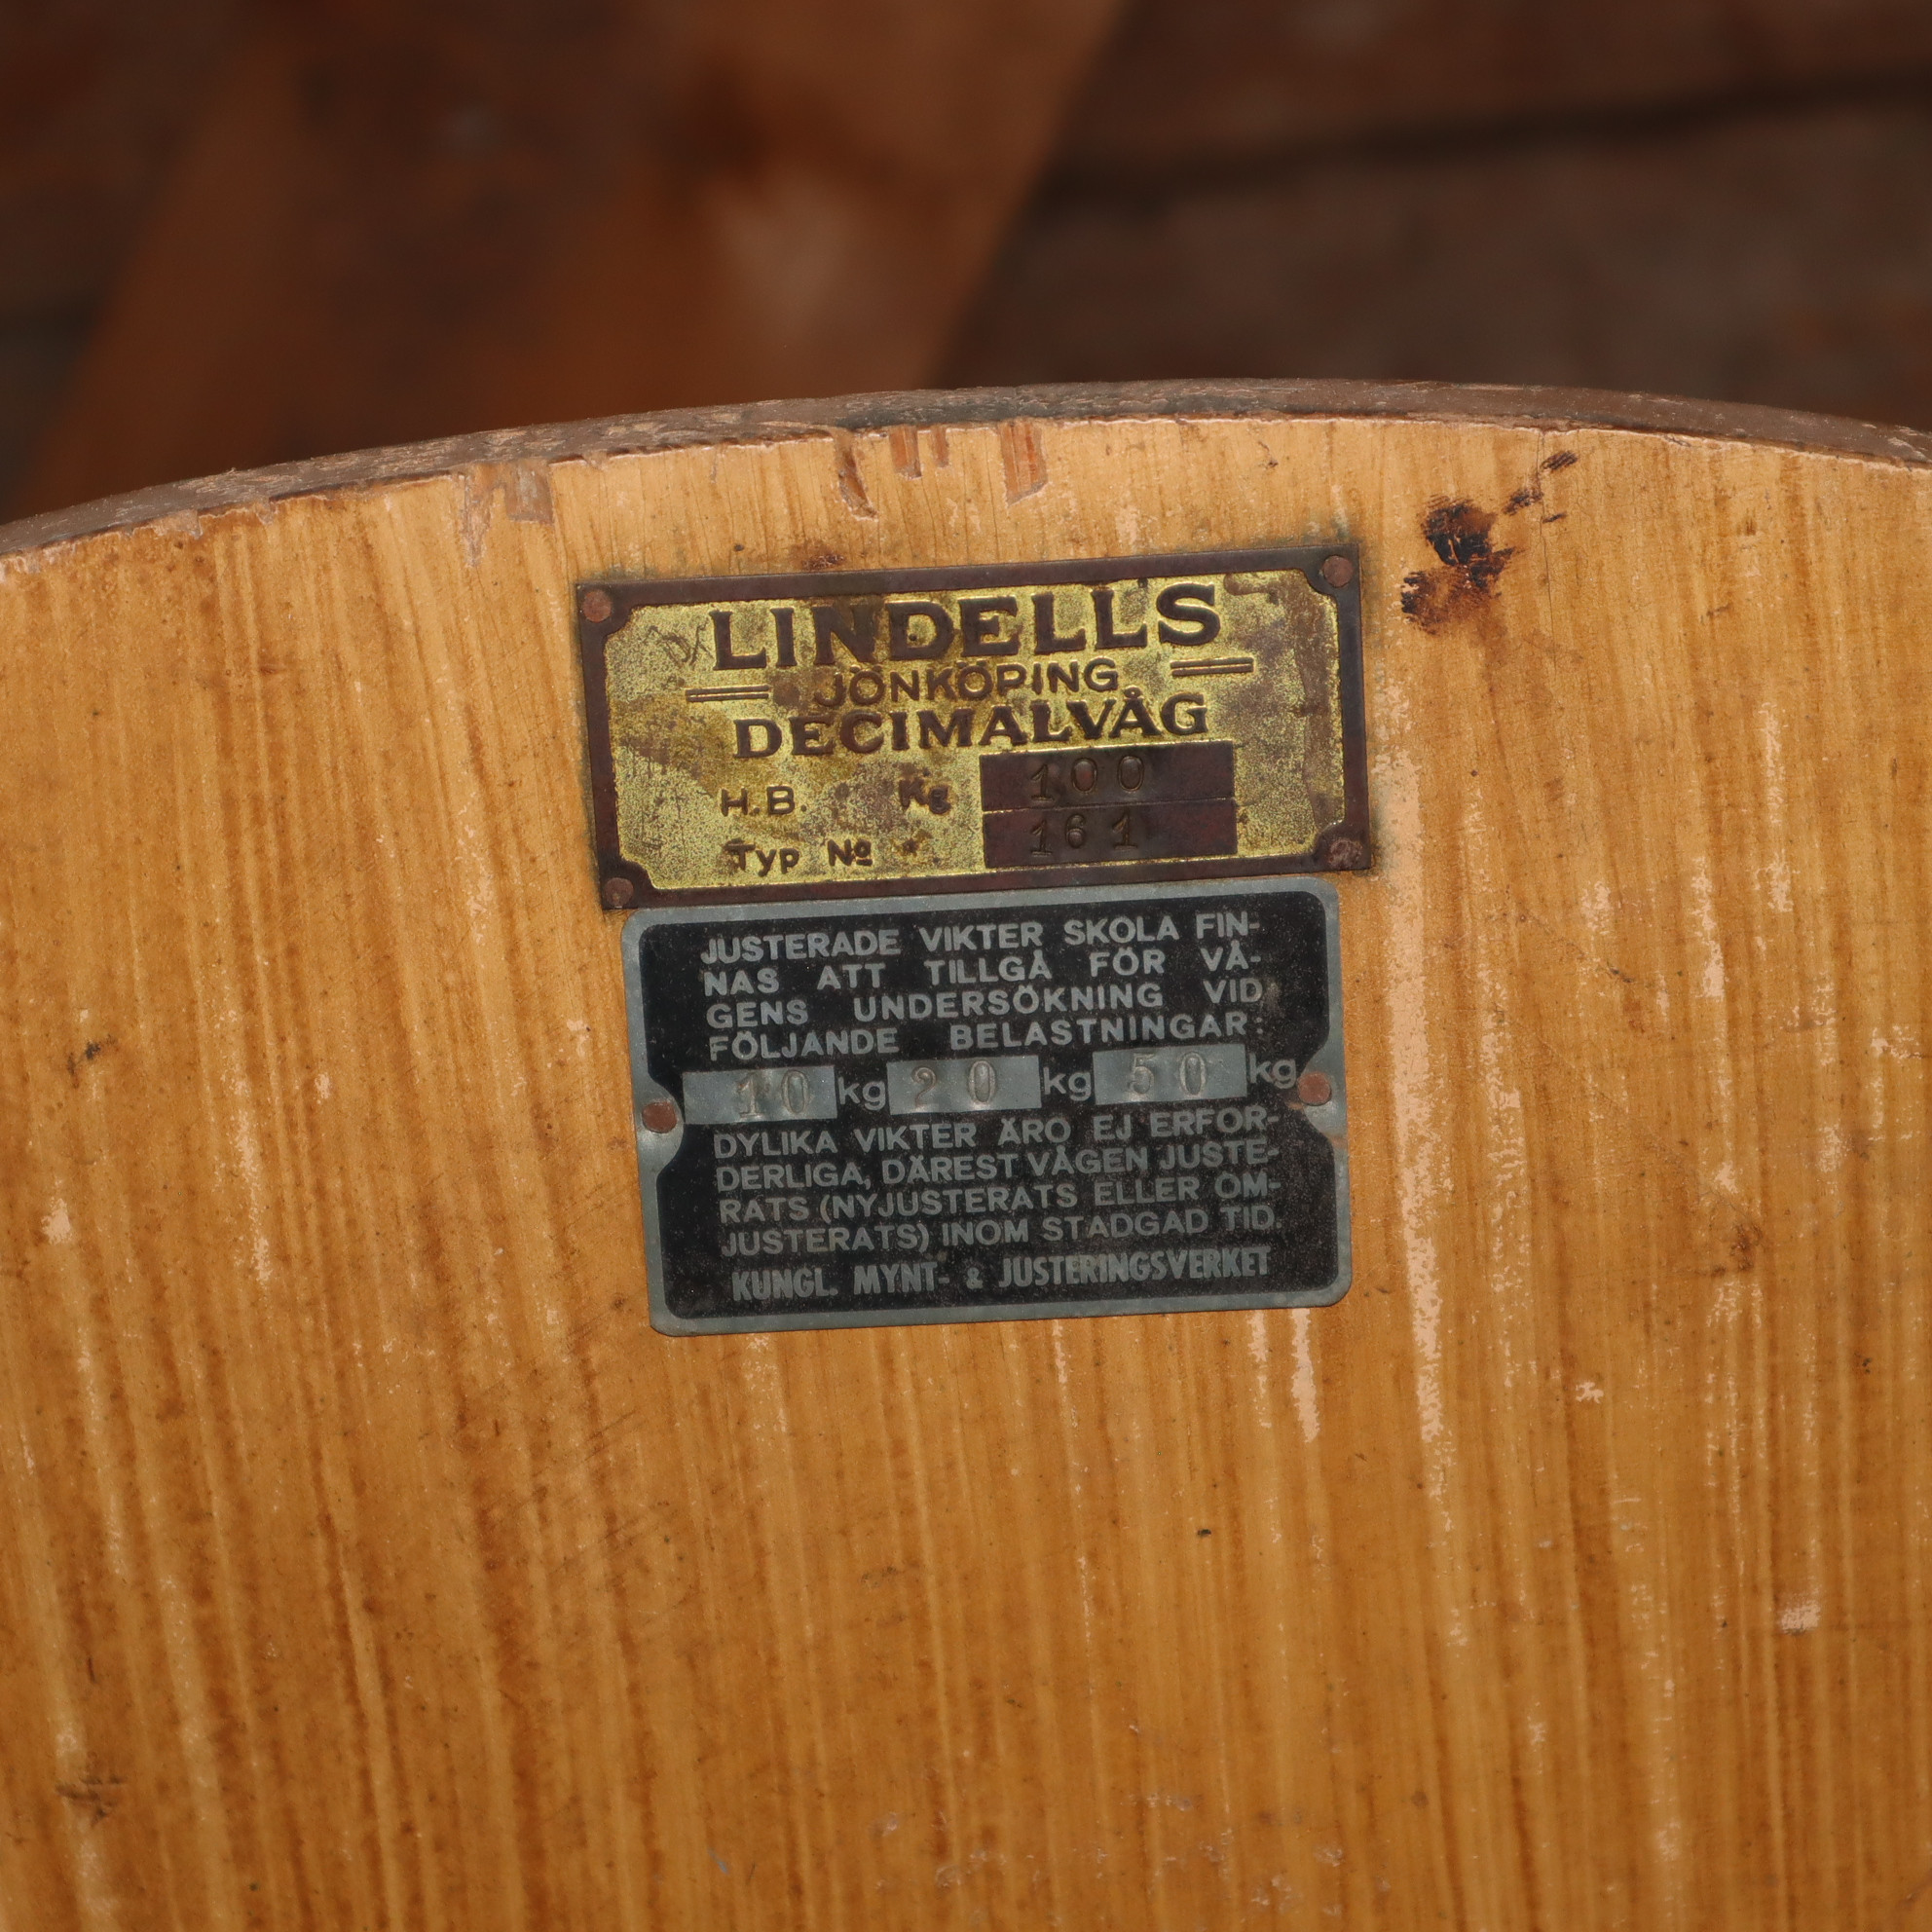 LINDELLS
JÖNKÖPING
DECIMALVÅG
H.B. Kg 100
Typ No 161
JUSTERADE VIKTER SKOLA FIN-
NAS ATT TILLGÅ FÖR VÅ-
GENS UNDERSÖKNING VID
FÖLJANDE BELASTNINGAR:
10 kg 20 kg 50 kg
DYLIKA VIKTER ÄRO EJ ERFOR-
DERLIGA, DÄREST VÅGEN JUSTE-
RATS (NYJUSTERATS ELLER OM-
JUSTERATS) INOM STADGAD TID.
KUNGL. MYNT- & JUSTERINGSVERKET